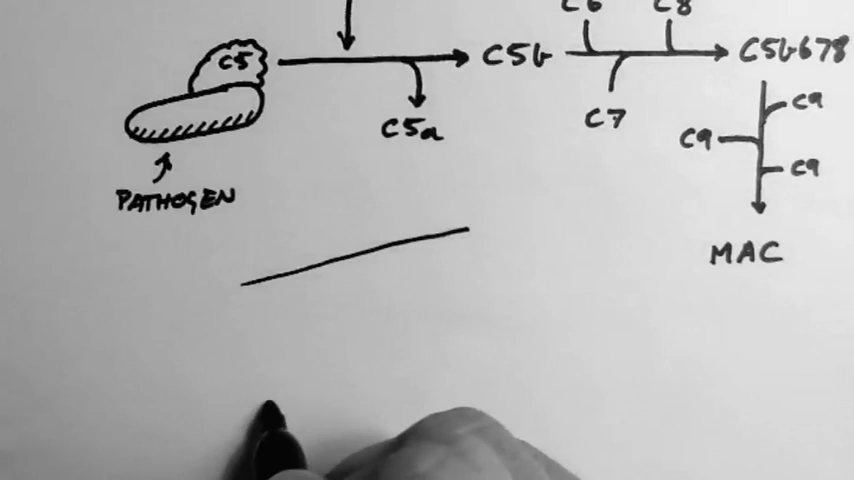 C6 C8
C5 C5b C5b678
C9
C5a C7 C9
C9
PATHOGEN
MAC